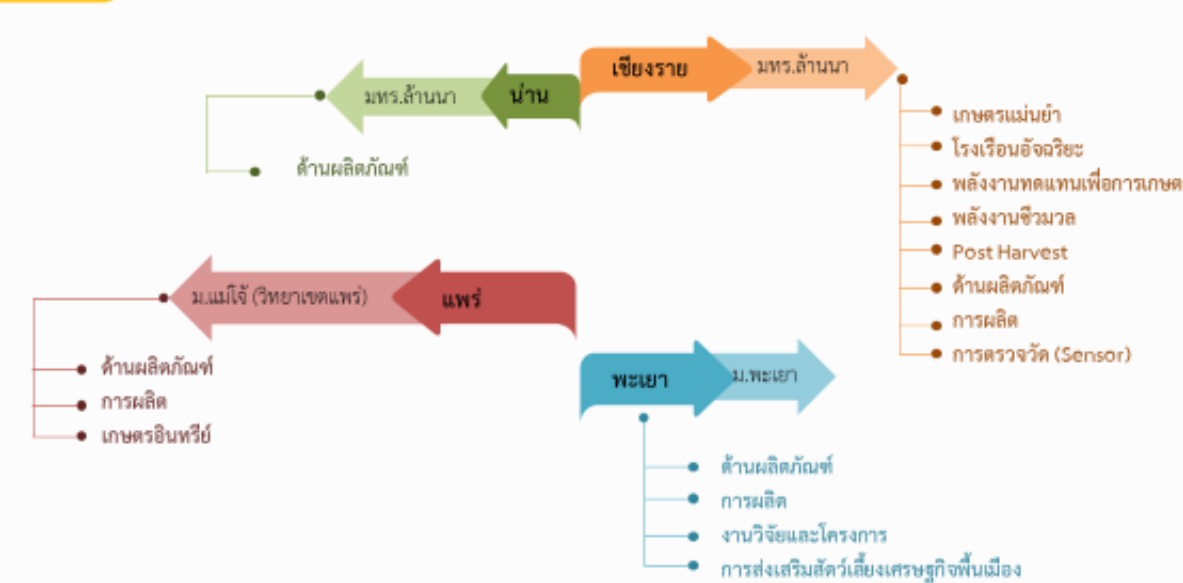 เชียงราย
มทร.ล้านนา
เกษตรแม่นยำ
โรงเรือนอัจฉริยะ
พลังงานทดแทนเพื่อการเกษต
พลังงานชีวมวล
Post Harvest
ด้านผลิตภัณฑ์
การผลิต
การตรวจวัด (Sensor)
น่าน
มทร.ล้านนา
ด้านผลิตภัณฑ์
แพร่
ม.แม่โจ้ (วิทยาเขตแพร่)
ด้านผลิตภัณฑ์
การผลิต
เกษตรอินทรีย์
พะเยา
ม.พะเยา
ด้านผลิตภัณฑ์
การผลิต
งานวิจัยและโครงการ
การส่งเสริมสัตว์เลี้ยงเศรษฐกิจพื้นเมือง